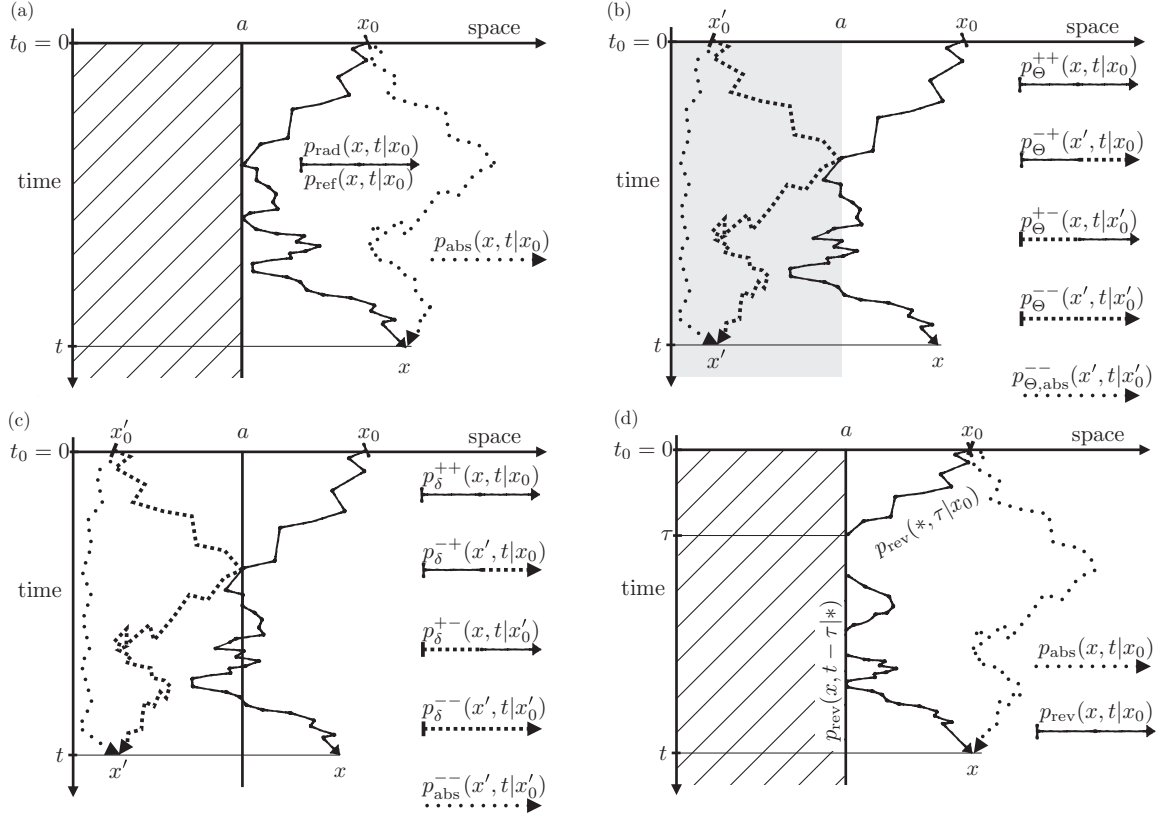 (a)
a x₀ space
t₀ = 0
p_rad(x, t|x₀)
p_ref(x, t|x₀)
time
p_abs(x, t|x₀)
t
x
(b)
x′₀ a x₀ space
t₀ = 0
p_Θ^{++}(x, t|x₀)
p_Θ^{−+}(x′, t|x₀)
time
p_Θ^{+−}(x, t|x′₀)
p_Θ^{−−}(x′, t|x′₀)
t
x′ x
p_{Θ,abs}^{−−}(x′, t|x′₀)
(c)
x′₀ a x₀ space
t₀ = 0
p_δ^{++}(x, t|x₀)
p_δ^{−+}(x′, t|x₀)
time
p_δ^{+−}(x, t|x′₀)
p_δ^{−−}(x′, t|x′₀)
t
x′ x
p_abs^{−−}(x′, t|x′₀)
(d)
a x₀ space
t₀ = 0
p_rev(*, τ|x₀)
τ
time
p_rev(x, t − τ|*)
p_abs(x, t|x₀)
p_rev(x, t|x₀)
t
x